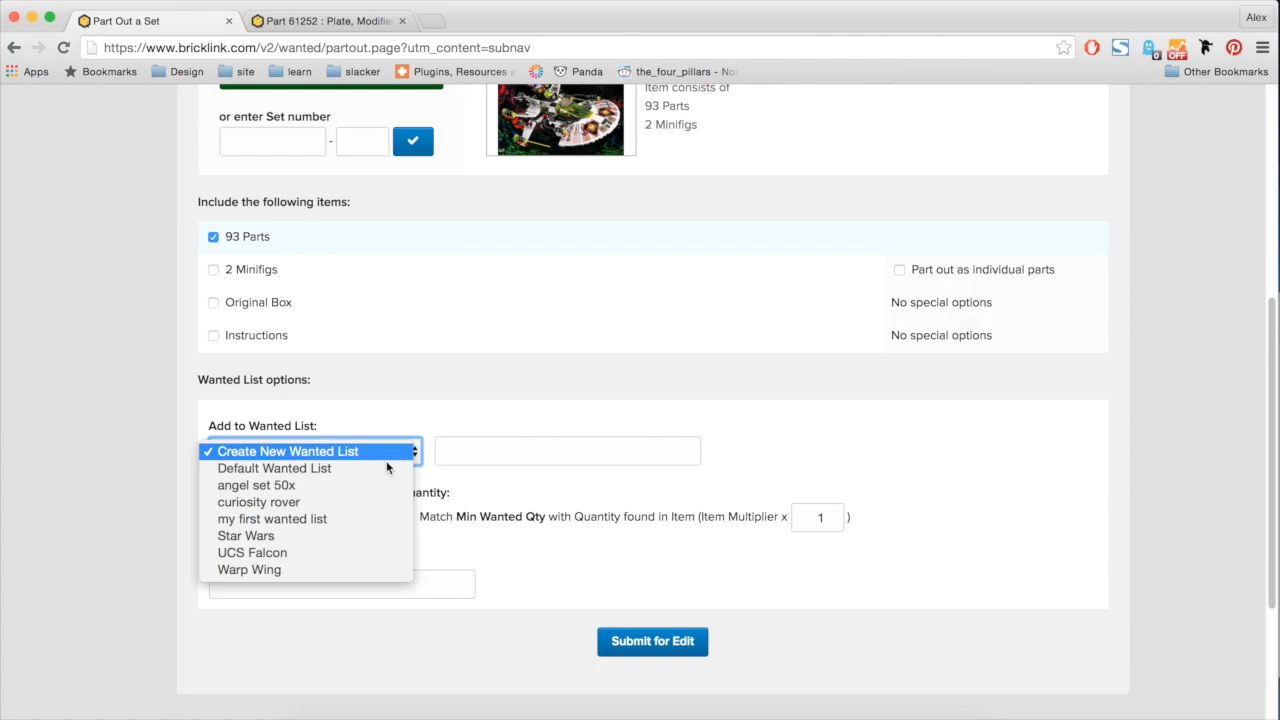 Part Out a Set
Part 61252 : Plate, Modifie
Alex
https://www.bricklink.com/v2/wanted/partout.page?utm_content=subnav
S
0
OFF
Apps
Bookmarks
Design
site
learn
slacker
Plugins, Resources
Panda
the_four_pillars - No
Other Bookmarks
Item consists of
or enter Set number
93 Parts
2 Minifigs
-
Include the following items:
93 Parts
2 Minifigs
Part out as individual parts
Original Box
No special options
Instructions
No special options
Wanted List options:
Add to Wanted List:
Create New Wanted List
Default Wanted List
angel set 50x
curiosity rover
my first wanted list
Star Wars
UCS Falcon
Warp Wing
uantity:
Match Min Wanted Qty with Quantity found in Item (Item Multiplier x 1 )
Submit for Edit